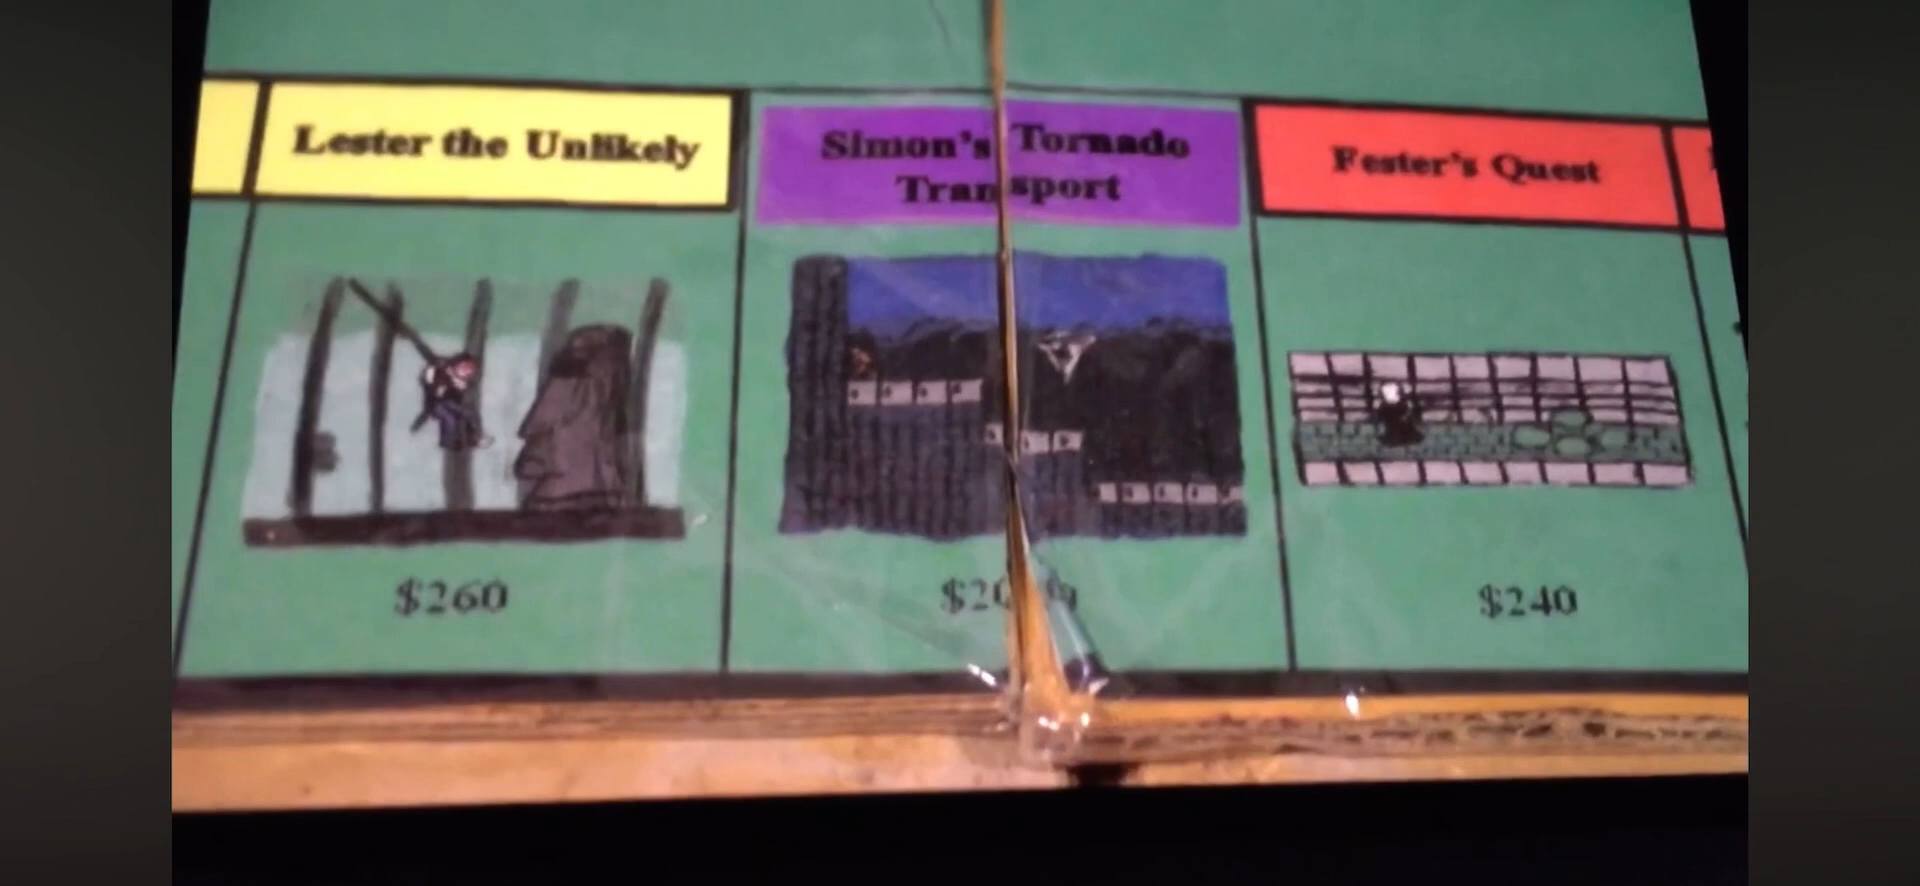 Lester the Unlikely
Simon's Tornado
Transport
Fester's Quest
$260
$240